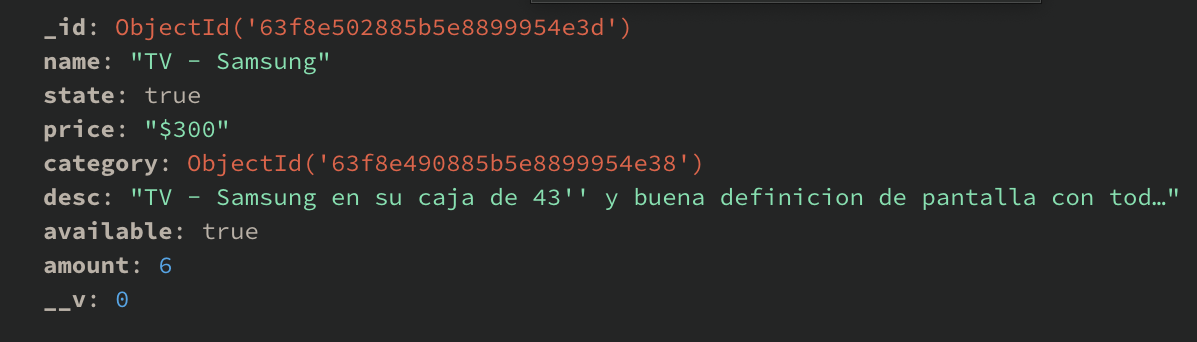 _id: ObjectId('63f8e502885b5e8899954e3d')
name: "TV - Samsung"
state: true
price: "$300"
category: ObjectId('63f8e490885b5e8899954e38')
desc: "TV - Samsung en su caja de 43'' y buena definicion de pantalla con tod…"
available: true
amount: 6
__v: 0